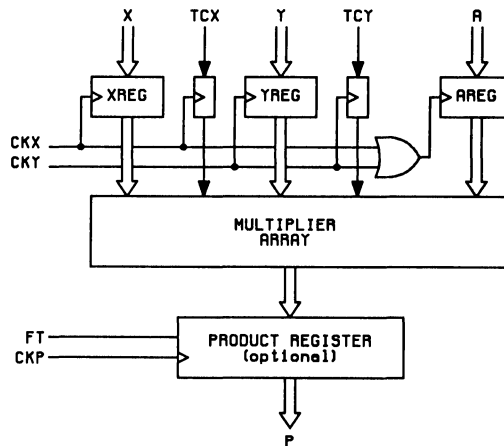 X TCX Y TCY A
XREG YREG AREG
CKX
CKY
MULTIPLIER
ARRAY
FT
CKP
PRODUCT REGISTER
(optional)
P